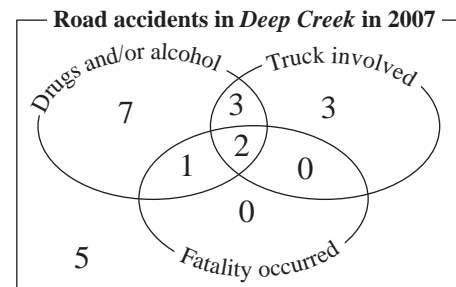 Road accidents in Deep Creek in 2007
Drugs and/or alcohol
Truck involved
7
3
3
2
1
0
0
5
Fatality occurred